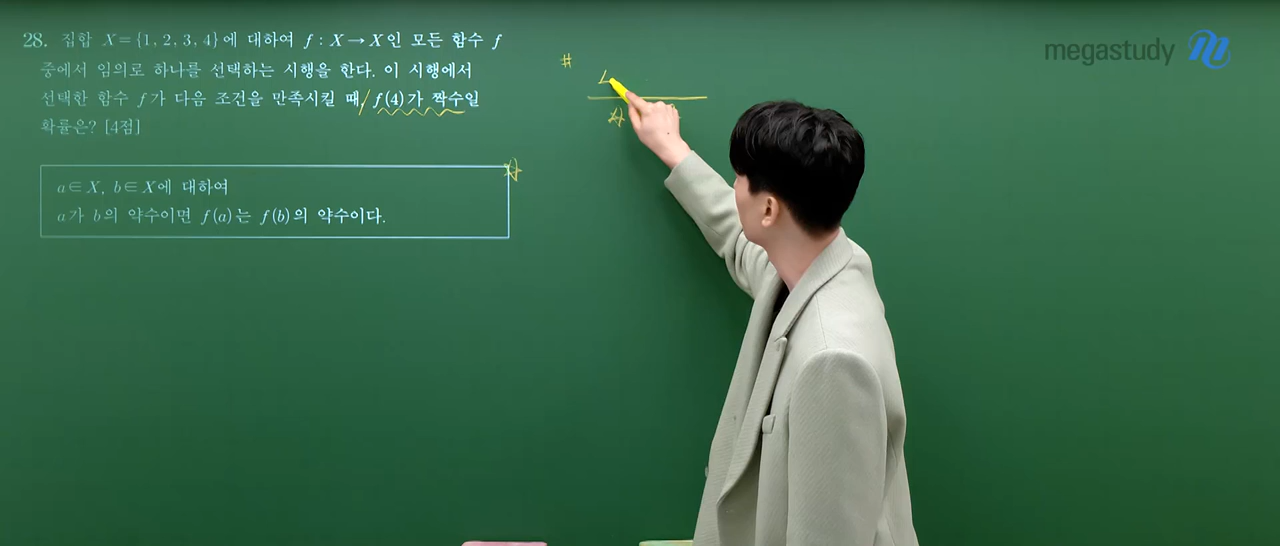 28. 집합 X={1, 2, 3, 4}에 대하여 f : X→X인 모든 함수 f
중에서 임의로 하나를 선택하는 시행을 한다. 이 시행에서
선택한 함수 f가 다음 조건을 만족시킬 때, f(4)가 짝수일
확률은? [4점]
a∈X, b∈X에 대하여
a가 b의 약수이면 f(a)는 f(b)의 약수이다.
#
megastudy